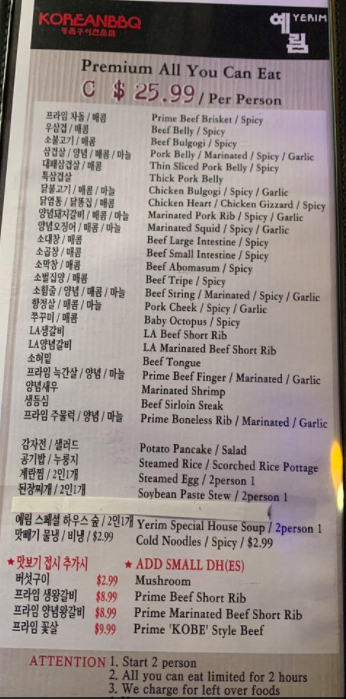 KOREANBBQ
정품구이전문점
예림 YERIM
Premium All You Can Eat
C $ 25.99 / Per Person
프라임 차돌 / 매콤 Prime Beef Brisket / Spicy
우삼겹 / 매콤 Beef Belly / Spicy
소불고기 / 매콤 Beef Bulgogi / Spicy
삼겹살 / 양념 / 매콤 / 마늘 Pork Belly / Marinated / Spicy / Garlic
대패삼겹살 / 매콤 Thin Sliced Pork Belly / Spicy
특삼겹살 Thick Pork Belly
닭불고기 / 매콤 / 마늘 Chicken Bulgogi / Spicy / Garlic
닭염통 / 닭똥집 / 매콤 Chicken Heart / Chicken Gizzard / Spicy
양념돼지갈비 / 매콤 / 마늘 Marinated Pork Rib / Spicy / Garlic
양념오징어 / 매콤 / 마늘 Marinated Squid / Spicy / Garlic
소대창 / 매콤 Beef Large Intestine / Spicy
소곱창 / 매콤 Beef Small Intestine / Spicy
소막창 / 매콤 Beef Abomasum / Spicy
소벌집양 / 매콤 Beef Tripe / Spicy
소힘줄 / 양념 / 매콤 / 마늘 Beef String / Marinated / Spicy / Garlic
항정살 / 매콤 / 마늘 Pork Cheek / Spicy / Garlic
쭈꾸미 / 매콤 Baby Octopus / Spicy
LA생갈비 LA Beef Short Rib
LA양념갈비 LA Marinated Beef Short Rib
소혀밑 Beef Tongue
프라임 늑간살 / 양념 / 마늘 Prime Beef Finger / Marinated / Garlic
양념새우 Marinated Shrimp
생등심 Beef Sirloin Steak
프라임 주물럭 / 양념 / 마늘 Prime Boneless Rib / Marinated / Garlic
감자전 / 샐러드 Potato Pancake / Salad
공기밥 / 누룽지 Steamed Rice / Scorched Rice Pottage
계란찜 / 2인1개 Steamed Egg / 2person 1
된장찌개 / 2인1개 Soybean Paste Stew / 2person 1
예림 스페셜 하우스 숲 / 2인1개 Yerim Special House Soup / 2person 1
맛빼기 물냉 / 비냉 / $2.99 Cold Noodles / Spicy / $2.99
★맛보기 접시 추가시 ★ ADD SMALL DH(ES)
버섯구이 $2.99 Mushroom
프라임 생왕갈비 $8.99 Prime Beef Short Rib
프라임 양념왕갈비 $8.99 Prime Marinated Beef Short Rib
프라임 꽃살 $9.99 Prime 'KOBE' Style Beef
ATTENTION 1. Start 2 person
2. All you can eat limited for 2 hours
3. We charge for left over foods